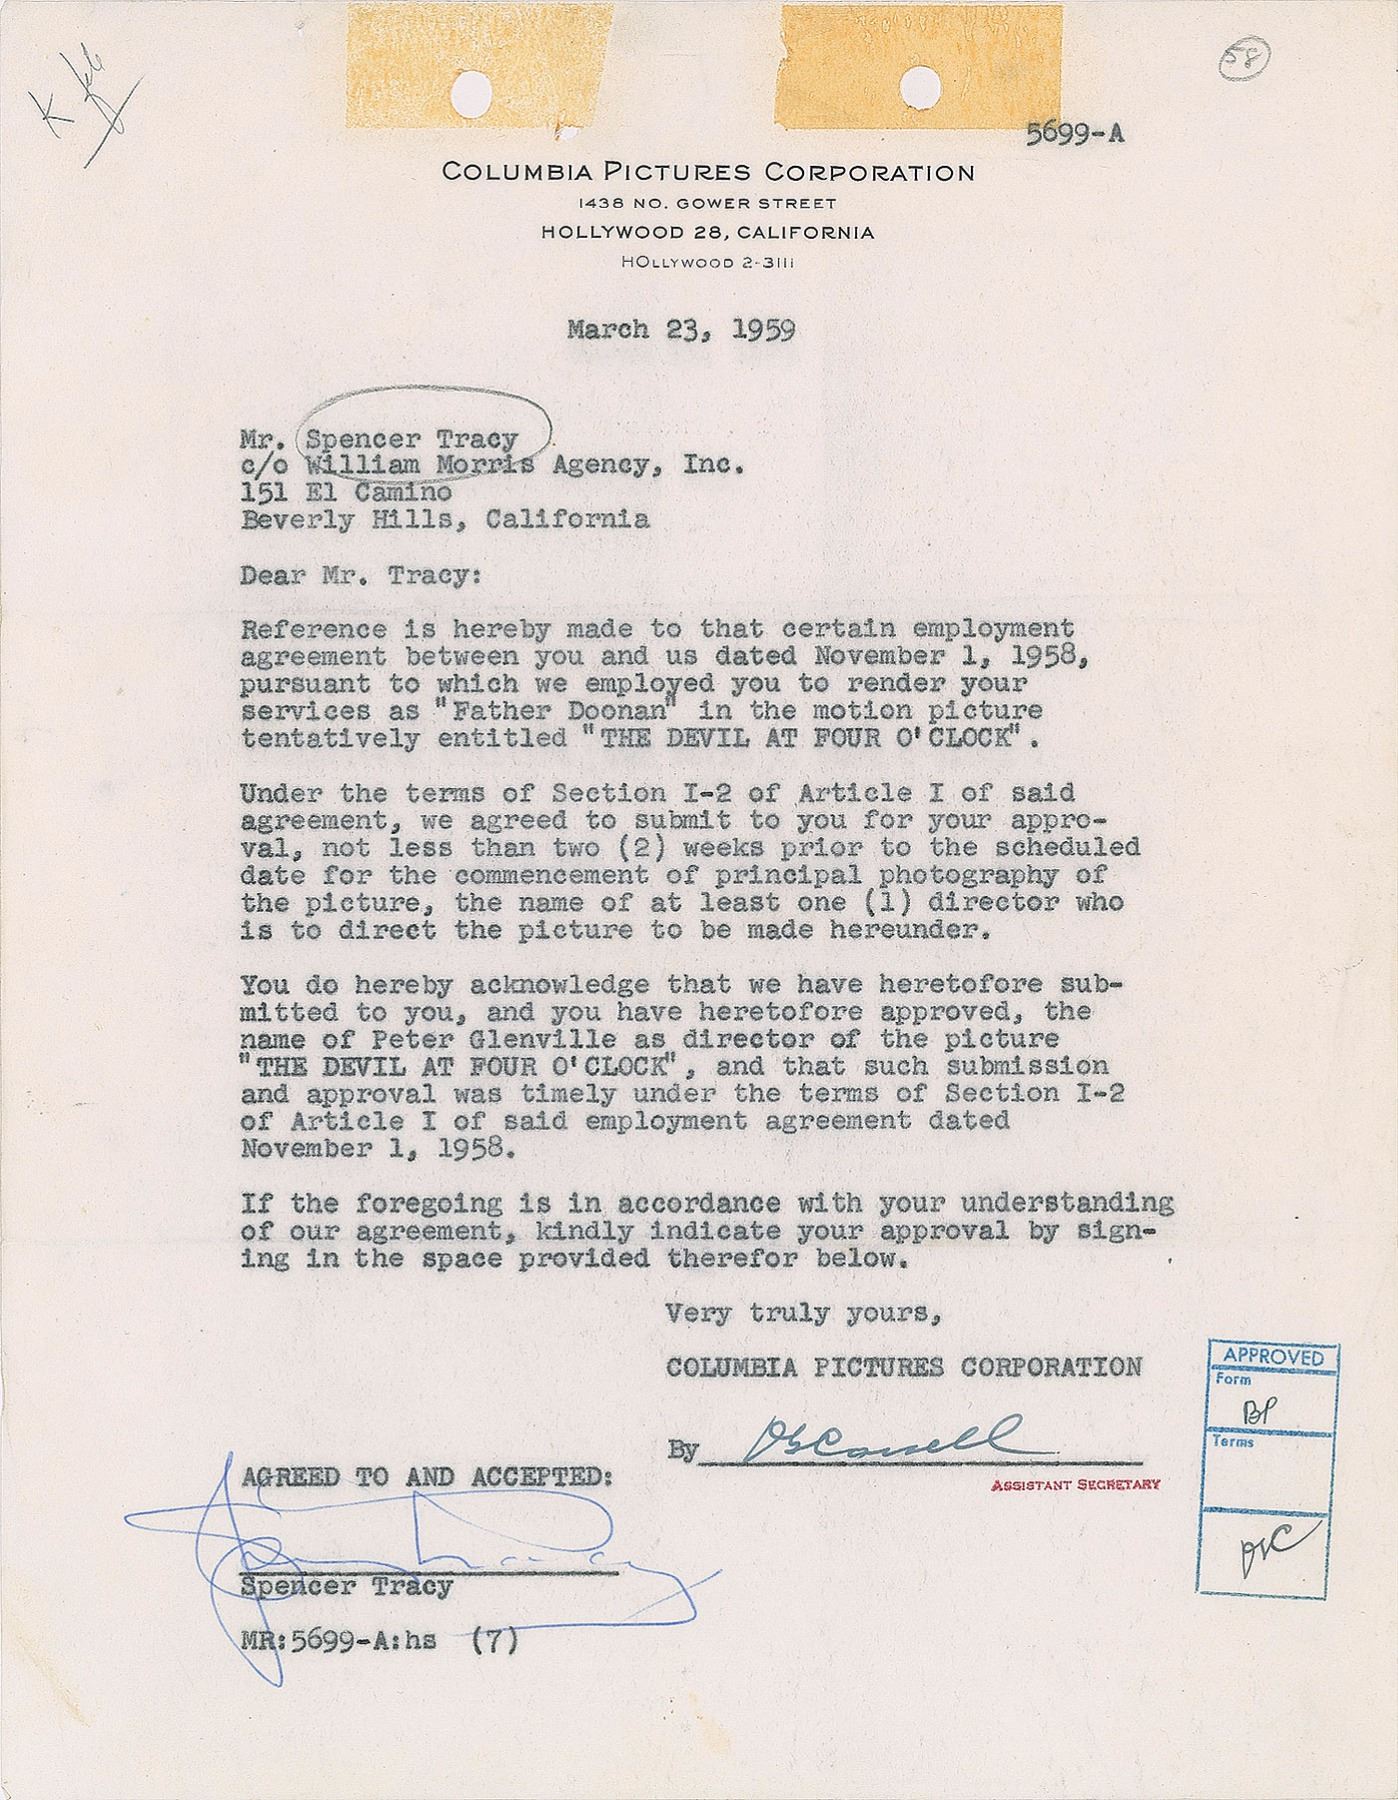 58
5699-A
COLUMBIA PICTURES CORPORATION
1438 NO. GOWER STREET
HOLLYWOOD 28, CALIFORNIA
HOLLYWOOD 2-3111
March 23, 1959
Mr. Spencer Tracy
c/o William Morris Agency, Inc.
151 El Camino
Beverly Hills, California
Dear Mr. Tracy:
Reference is hereby made to that certain employment
agreement between you and us dated November 1, 1958,
pursuant to which we employed you to render your
services as "Father Doonan" in the motion picture
tentatively entitled "THE DEVIL AT FOUR O'CLOCK".
Under the terms of Section I-2 of Article I of said
agreement, we agreed to submit to you for your appro-
val, not less than two (2) weeks prior to the scheduled
date for the commencement of principal photography of
the picture, the name of at least one (1) director who
is to direct the picture to be made hereunder.
You do hereby acknowledge that we have heretofore sub-
mitted to you, and you have heretofore approved, the
name of Peter Glenville as director of the picture
"THE DEVIL AT FOUR O'CLOCK", and that such submission
and approval was timely under the terms of Section I-2
of Article I of said employment agreement dated
November 1, 1958.
If the foregoing is in accordance with your understanding
of our agreement, kindly indicate your approval by sign-
ing in the space provided therefor below.
Very truly yours,
COLUMBIA PICTURES CORPORATION
By
ASSISTANT SECRETARY
APPROVED
Form
BP
Terms
AGREED TO AND ACCEPTED:
Spencer Tracy
Spencer Tracy
MR:5699-A:hs (7)